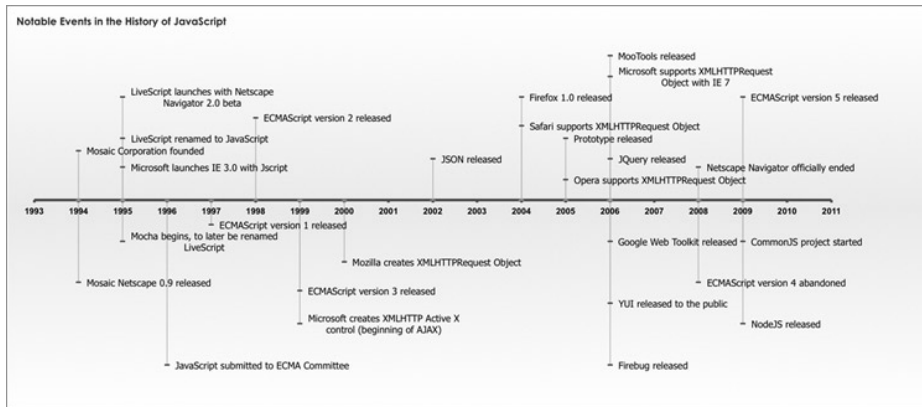 Notable Events in the History of JavaScript
MooTools released
Microsoft supports XMLHTTPRequest
Object with IE 7
LiveScript launches with Netscape
Navigator 2.0 beta
Firefox 1.0 released
ECMAScript version 5 released
ECMAScript version 2 released
Safari supports XMLHTTPRequest Object
LiveScript renamed to JavaScript
Prototype released
Mosaic Corporation founded
JSON released
JQuery released
Microsoft launches IE 3.0 with Jscript
Netscape Navigator officially ended
Opera supports XMLHTTPRequest Object
1993 1994 1995 1996 1997 1998 1999 2000 2001 2002 2003 2004 2005 2006 2007 2008 2009 2010 2011
ECMAScript version 1 released
Mocha begins, to later be renamed
LiveScript
Google Web Toolkit released
CommonJS project started
Mozilla creates XMLHTTPRequest Object
Mosaic Netscape 0.9 released
ECMAScript version 4 abandoned
ECMAScript version 3 released
YUI released to the public
Microsoft creates XMLHTTP Active X
control (beginning of AJAX)
NodeJS released
JavaScript submitted to ECMA Committee
Firebug released